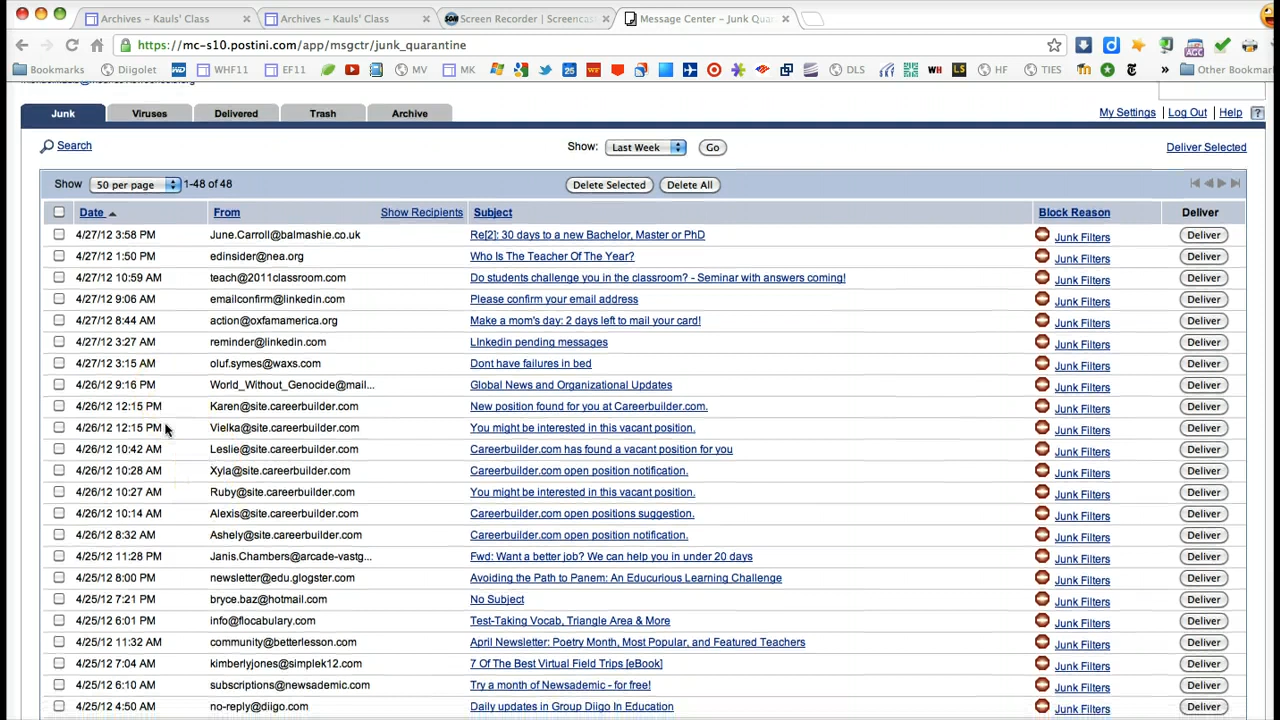 Archives – Kauls' Class
Archives – Kauls' Class
Screen Recorder | Screencast
Message Center – Junk Quar
https://mc-s10.postini.com/app/msgctr/junk_quarantine
Bookmarks Diigolet WHF11 EF11 MV MK DLS WH LS HF TIES » Other Bookmar
Junk Viruses Delivered Trash Archive My Settings | Log Out | Help ?
Search Show: Last Week Go Deliver Selected
Show 50 per page 1-48 of 48 Delete Selected Delete All
Date From Show Recipients Subject Block Reason Deliver
4/27/12 3:58 PM June.Carroll@balmashie.co.uk Re[2]: 30 days to a new Bachelor, Master or PhD Junk Filters Deliver
4/27/12 1:50 PM edinsider@nea.org Who Is The Teacher Of The Year? Junk Filters Deliver
4/27/12 10:59 AM teach@2011classroom.com Do students challenge you in the classroom? - Seminar with answers coming! Junk Filters Deliver
4/27/12 9:06 AM emailconfirm@linkedin.com Please confirm your email address Junk Filters Deliver
4/27/12 8:44 AM action@oxfamamerica.org Make a mom's day: 2 days left to mail your card! Junk Filters Deliver
4/27/12 3:27 AM reminder@linkedin.com LInkedin pending messages Junk Filters Deliver
4/27/12 3:15 AM oluf.symes@waxs.com Dont have failures in bed Junk Filters Deliver
4/26/12 9:16 PM World_Without_Genocide@mail... Global News and Organizational Updates Junk Filters Deliver
4/26/12 12:15 PM Karen@site.careerbuilder.com New position found for you at Careerbuilder.com. Junk Filters Deliver
4/26/12 12:15 PM Vielka@site.careerbuilder.com You might be interested in this vacant position. Junk Filters Deliver
4/26/12 10:42 AM Leslie@site.careerbuilder.com Careerbuilder.com has found a vacant position for you Junk Filters Deliver
4/26/12 10:28 AM Xyla@site.careerbuilder.com Careerbuilder.com open position notification. Junk Filters Deliver
4/26/12 10:27 AM Ruby@site.careerbuilder.com You might be interested in this vacant position. Junk Filters Deliver
4/26/12 10:14 AM Alexis@site.careerbuilder.com Careerbuilder.com open positions suggestion. Junk Filters Deliver
4/26/12 8:32 AM Ashely@site.careerbuilder.com Careerbuilder.com open position notification. Junk Filters Deliver
4/25/12 11:28 PM Janis.Chambers@arcade-vastg... Fwd: Want a better job? We can help you in under 20 days Junk Filters Deliver
4/25/12 8:00 PM newsletter@edu.glogster.com Avoiding the Path to Panem: An Educurious Learning Challenge Junk Filters Deliver
4/25/12 7:21 PM bryce.baz@hotmail.com No Subject Junk Filters Deliver
4/25/12 6:01 PM info@flocabulary.com Test-Taking Vocab, Triangle Area & More Junk Filters Deliver
4/25/12 11:32 AM community@betterlesson.com April Newsletter: Poetry Month, Most Popular, and Featured Teachers Junk Filters Deliver
4/25/12 7:04 AM kimberlyjones@simplek12.com 7 Of The Best Virtual Field Trips [eBook] Junk Filters Deliver
4/25/12 6:10 AM subscriptions@newsademic.com Try a month of Newsademic - for free! Junk Filters Deliver
4/25/12 4:50 AM no-reply@diigo.com Daily updates in Group Diigo In Education Junk Filters Deliver